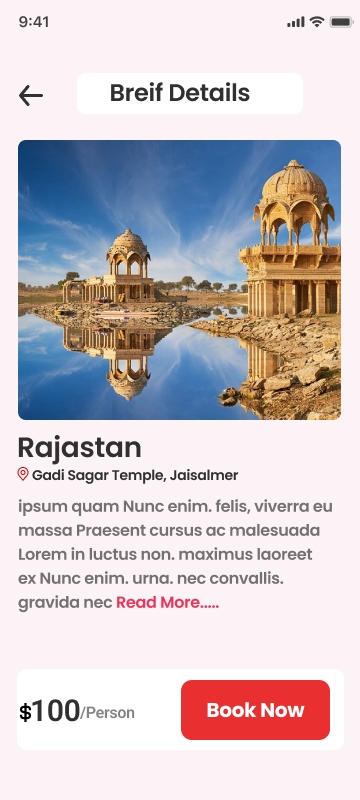 9:41
Breif Details
Rajastan
Gadi Sagar Temple, Jaisalmer
ipsum quam Nunc enim. felis, viverra eu
massa Praesent cursus ac malesuada
Lorem in luctus non. maximus laoreet
ex Nunc enim. urna. nec convallis.
gravida nec Read More.....
$100/Person
Book Now